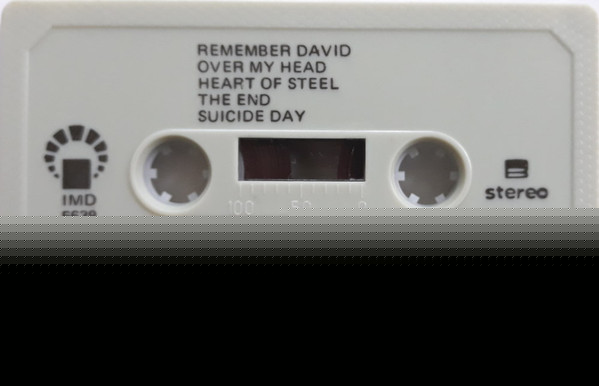 REMEMBER DAVID
OVER MY HEAD
HEART OF STEEL
THE END
SUICIDE DAY
IMD
100 50 0
B
stereo